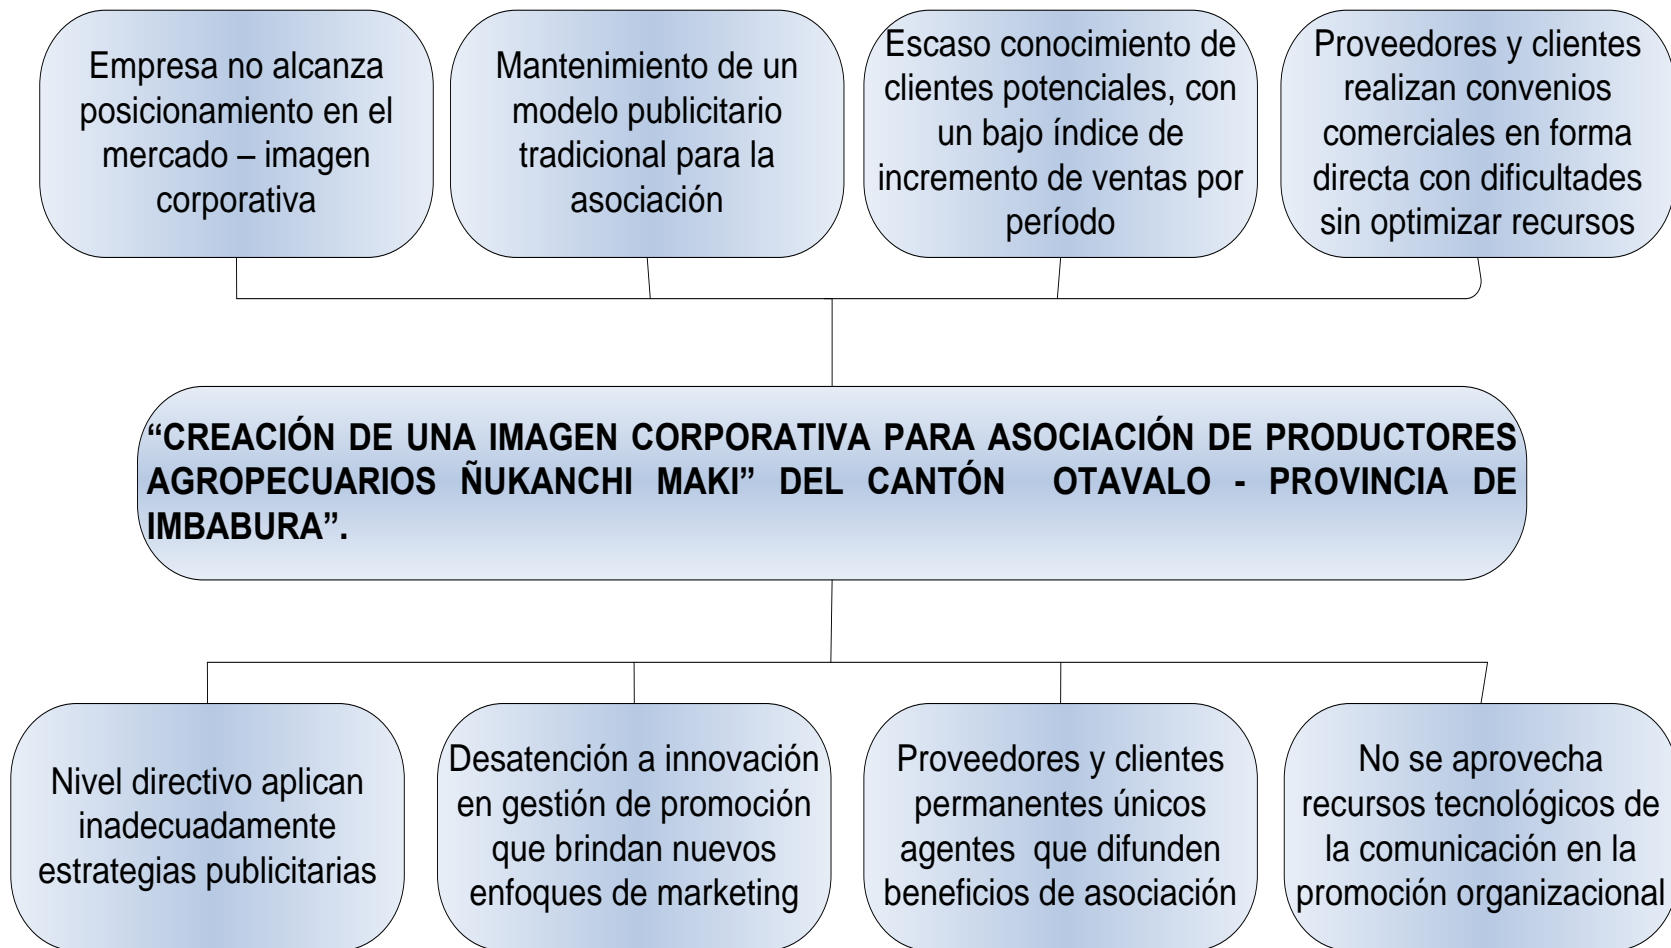 Empresa no alcanza
posicionamiento en el
mercado – imagen
corporativa
Mantenimiento de un
modelo publicitario
tradicional para la
asociación
Escaso conocimiento de
clientes potenciales, con
un bajo índice de
incremento de ventas por
período
Proveedores y clientes
realizan convenios
comerciales en forma
directa con dificultades
sin optimizar recursos
“CREACIÓN DE UNA IMAGEN CORPORATIVA PARA ASOCIACIÓN DE PRODUCTORES
AGROPECUARIOS ÑUKANCHI MAKI” DEL CANTÓN OTAVALO - PROVINCIA DE
IMBABURA”.
Nivel directivo aplican
inadecuadamente
estrategias publicitarias
Desatención a innovación
en gestión de promoción
que brindan nuevos
enfoques de marketing
Proveedores y clientes
permanentes únicos
agentes que difunden
beneficios de asociación
No se aprovecha
recursos tecnológicos de
la comunicación en la
promoción organizacional